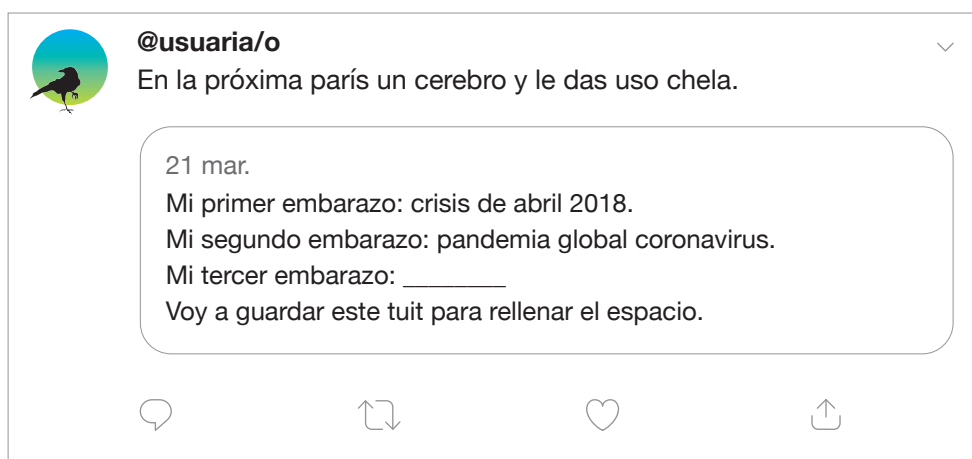 @usuaria/o
En la próxima parís un cerebro y le das uso chela.
21 mar.
Mi primer embarazo: crisis de abril 2018.
Mi segundo embarazo: pandemia global coronavirus.
Mi tercer embarazo: ________
Voy a guardar este tuit para rellenar el espacio.